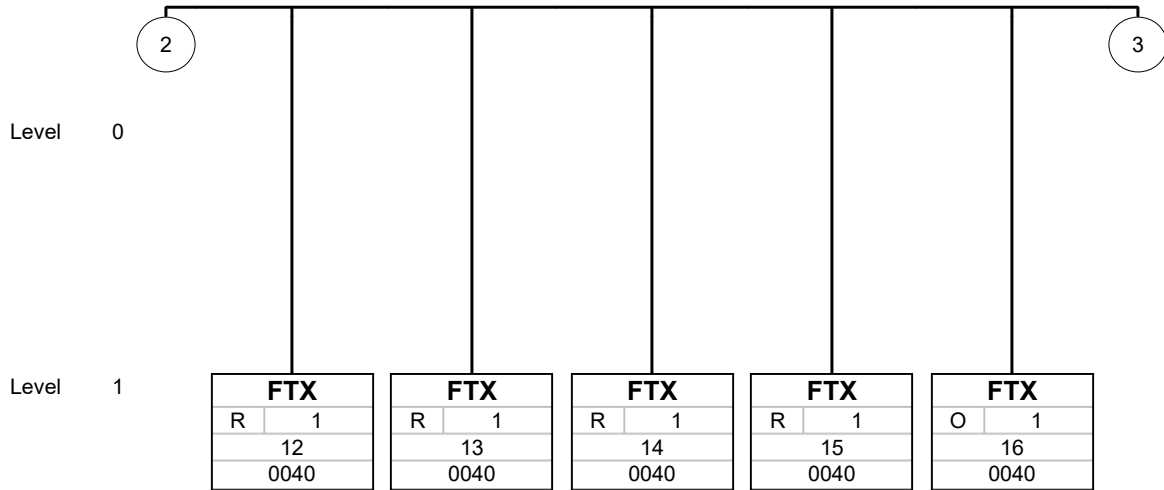 2 3
Level 0
Level 1
FTX FTX FTX FTX FTX
R 1 R 1 R 1 R 1 O 1
12 13 14 15 16
0040 0040 0040 0040 0040